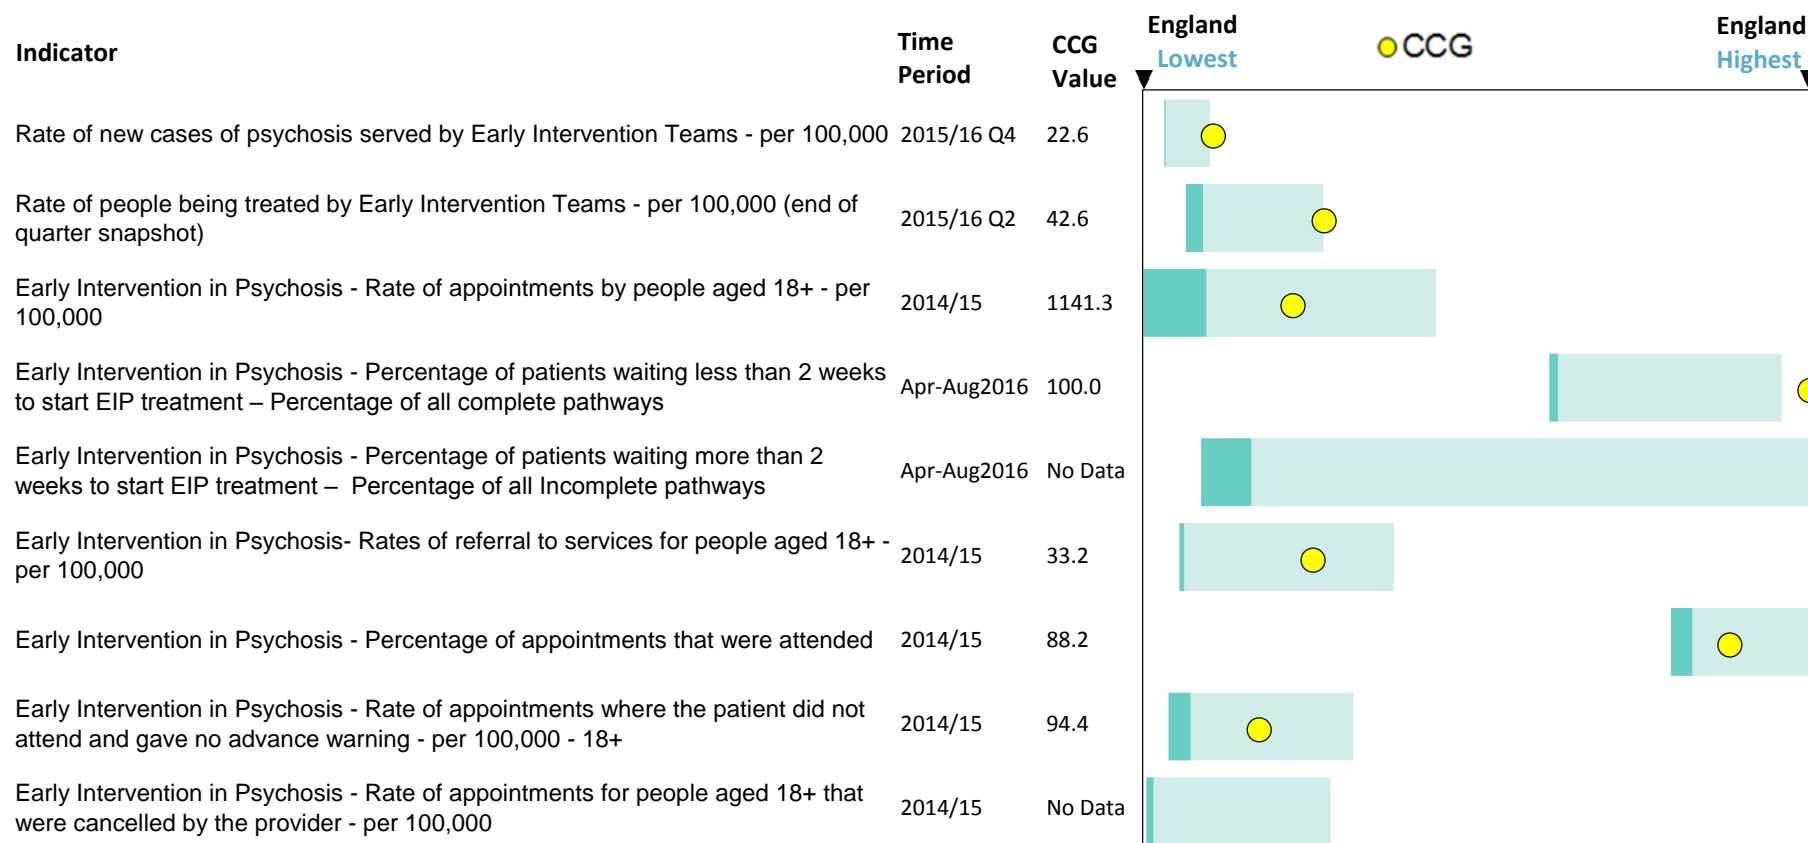 Indicator
Time
Period
CCG
Value
England
Lowest
CCG
England
Highest
Rate of new cases of psychosis served by Early Intervention Teams - per 100,000 2015/16 Q4 22.6
Rate of people being treated by Early Intervention Teams - per 100,000 (end of
quarter snapshot)
2015/16 Q2 42.6
Early Intervention in Psychosis - Rate of appointments by people aged 18+ - per
100,000
2014/15 1141.3
Early Intervention in Psychosis - Percentage of patients waiting less than 2 weeks
to start EIP treatment – Percentage of all complete pathways
Apr-Aug2016 100.0
Early Intervention in Psychosis - Percentage of patients waiting more than 2
weeks to start EIP treatment – Percentage of all Incomplete pathways
Apr-Aug2016 No Data
Early Intervention in Psychosis- Rates of referral to services for people aged 18+ -
per 100,000
2014/15 33.2
Early Intervention in Psychosis - Percentage of appointments that were attended 2014/15 88.2
Early Intervention in Psychosis - Rate of appointments where the patient did not
attend and gave no advance warning - per 100,000 - 18+
2014/15 94.4
Early Intervention in Psychosis - Rate of appointments for people aged 18+ that
were cancelled by the provider - per 100,000
2014/15 No Data